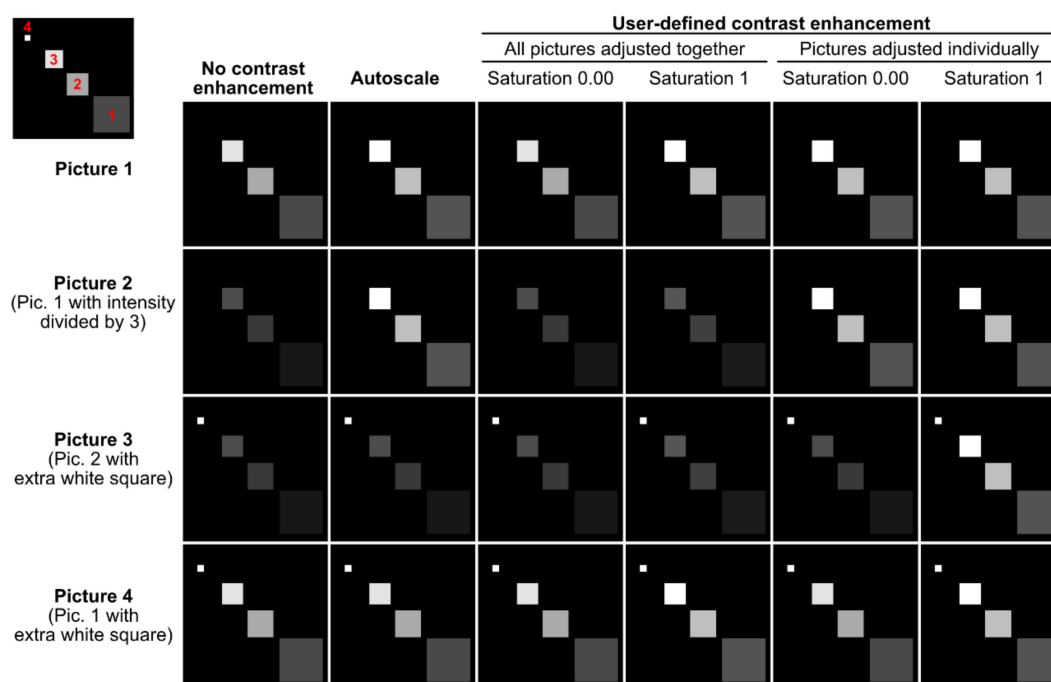 4
3
2
1
User-defined contrast enhancement
All pictures adjusted together Pictures adjusted individually
No contrast
enhancement
Autoscale
Saturation 0.00 Saturation 1 Saturation 0.00 Saturation 1
Picture 1
Picture 2
(Pic. 1 with intensity
divided by 3)
Picture 3
(Pic. 2 with
extra white square)
Picture 4
(Pic. 1 with
extra white square)